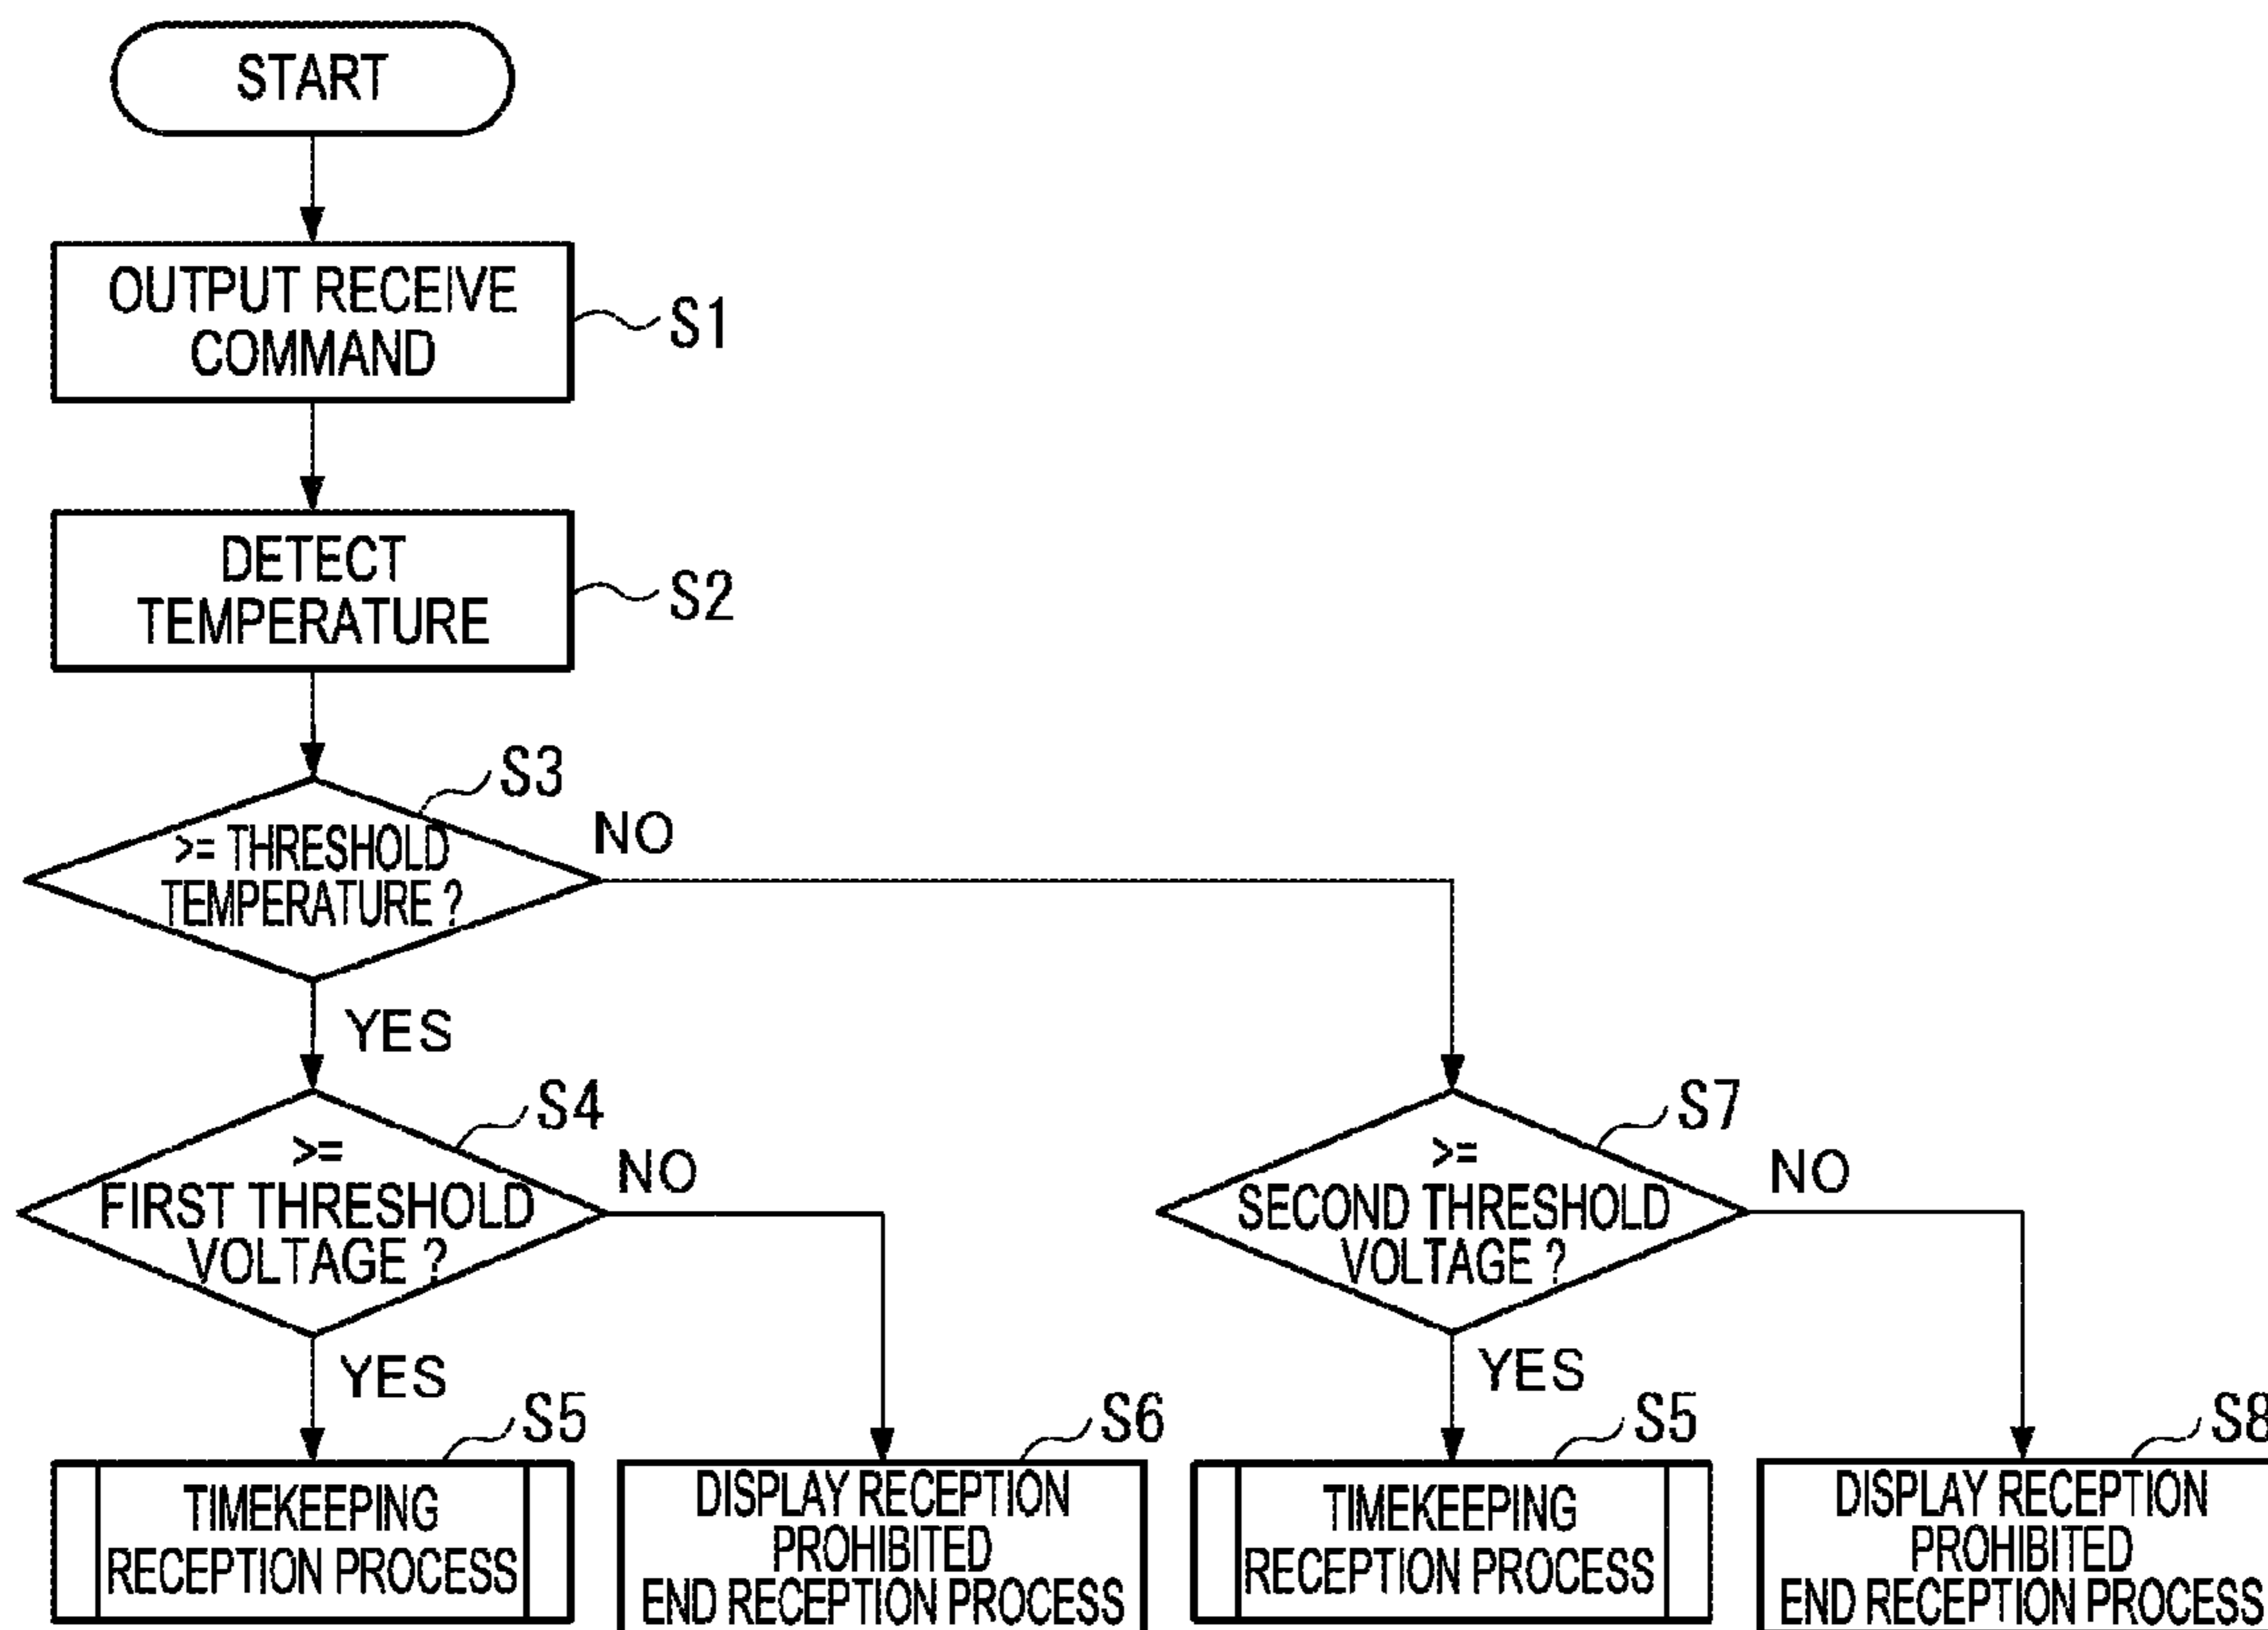 START
OUTPUT RECEIVE
COMMAND
S1
DETECT
TEMPERATURE
S2
S3
>= THRESHOLD
TEMPERATURE ?
NO
YES
S4
>=
FIRST THRESHOLD
VOLTAGE ?
NO
YES
S7
>=
SECOND THRESHOLD
VOLTAGE ?
NO
YES
S5
TIMEKEEPING
RECEPTION PROCESS
S6
DISPLAY RECEPTION
PROHIBITED
END RECEPTION PROCESS
S5
TIMEKEEPING
RECEPTION PROCESS
S8
DISPLAY RECEPTION
PROHIBITED
END RECEPTION PROCESS